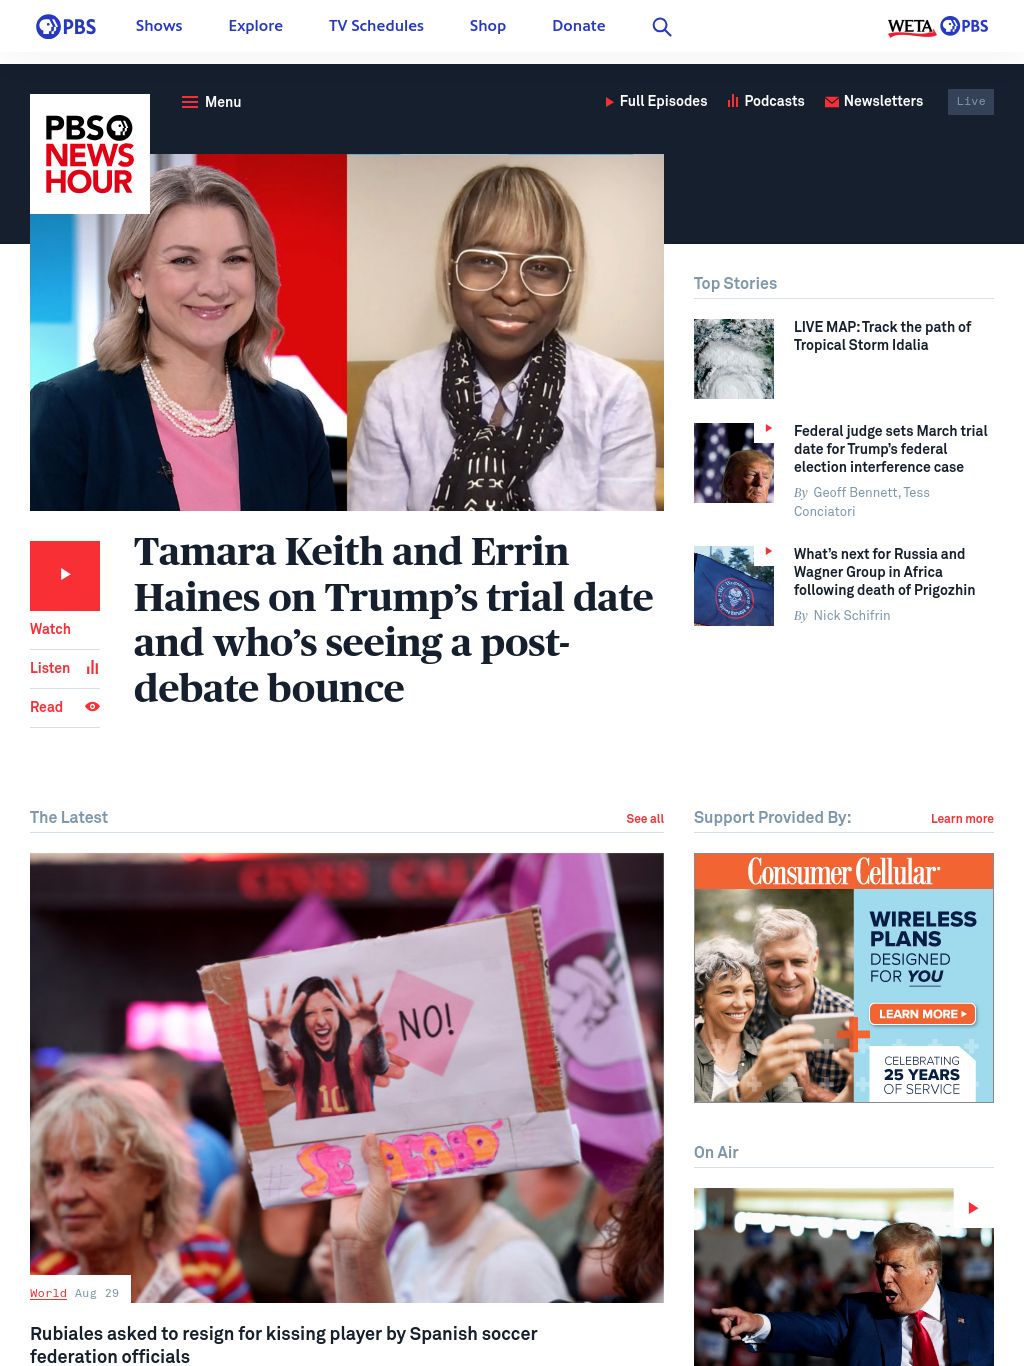 PBS
Shows
Explore
TV Schedules
Shop
Donate
WETA
PBS
Menu
Full Episodes
Podcasts
Newsletters
Live
PBS
NEWS
HOUR
Top Stories
LIVE MAP: Track the path of
Tropical Storm Idalia
Federal judge sets March trial
date for Trump’s federal
election interference case
By Geoff Bennett, Tess
Conciatori
What’s next for Russia and
Wagner Group in Africa
following death of Prigozhin
By Nick Schifrin
Watch
Listen
Read
Tamara Keith and Errin
Haines on Trump’s trial date
and who’s seeing a post-
debate bounce
The Latest
See all
NO!
10
SE ACABÓ
World Aug 29
Rubiales asked to resign for kissing player by Spanish soccer
federation officials
Support Provided By:
Learn more
Consumer Cellular
WIRELESS
PLANS
DESIGNED
FOR YOU
LEARN MORE
CELEBRATING
25 YEARS
OF SERVICE
On Air